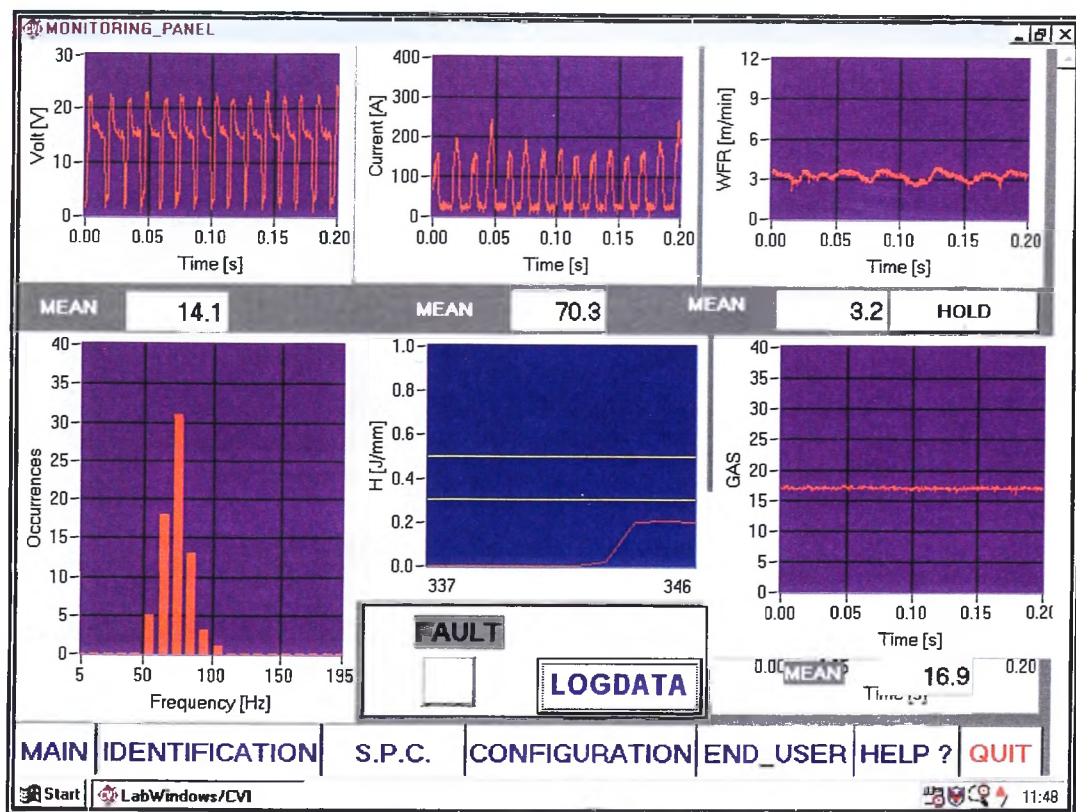 CVI MONITORING_PANEL
30
20
10
0
Volt [V]
0.00 0.05 0.10 0.15 0.20
Time [s]
400
300
200
100
0
Current [A]
0.00 0.05 0.10 0.15 0.20
Time [s]
12
9
6
3
0
WFR [m/min]
0.00 0.05 0.10 0.15 0.20
Time [s]
MEAN 14.1
MEAN 70.3
MEAN 3.2
HOLD
40
35
30
25
20
15
10
5
0
Occurrences
5 50 100 150 195
Frequency [Hz]
1.0
0.8
0.6
0.4
0.2
0.0
H [J/mm]
337 346
40
35
30
25
20
15
10
5
0
GAS
0.00 0.05 0.10 0.15 0.20
Time [s]
FAULT
LOGDATA
MEAN 16.9
0.20
MAIN IDENTIFICATION S.P.C. CONFIGURATION END_USER HELP ? QUIT
Start CVI LabWindows/CVI 11:48